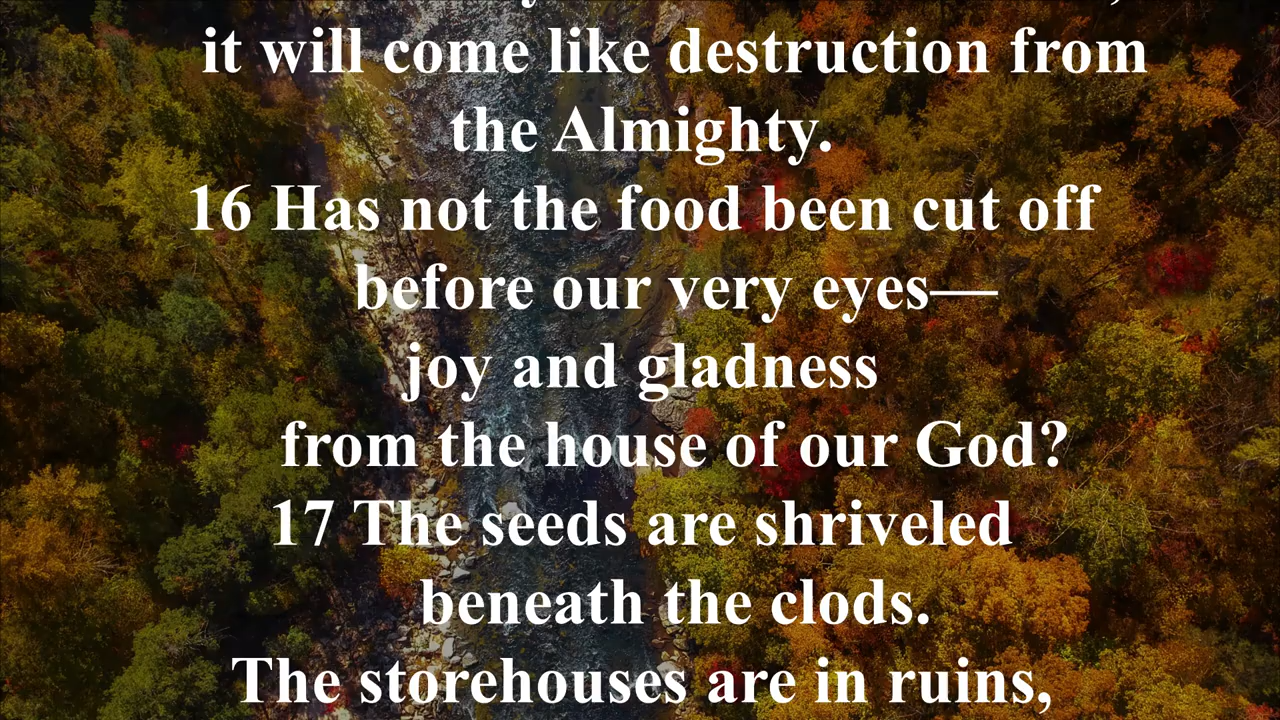 it will come like destruction from
the Almighty.
16 Has not the food been cut off
before our very eyes—
joy and gladness
from the house of our God?
17 The seeds are shriveled
beneath the clods.
The storehouses are in ruins,